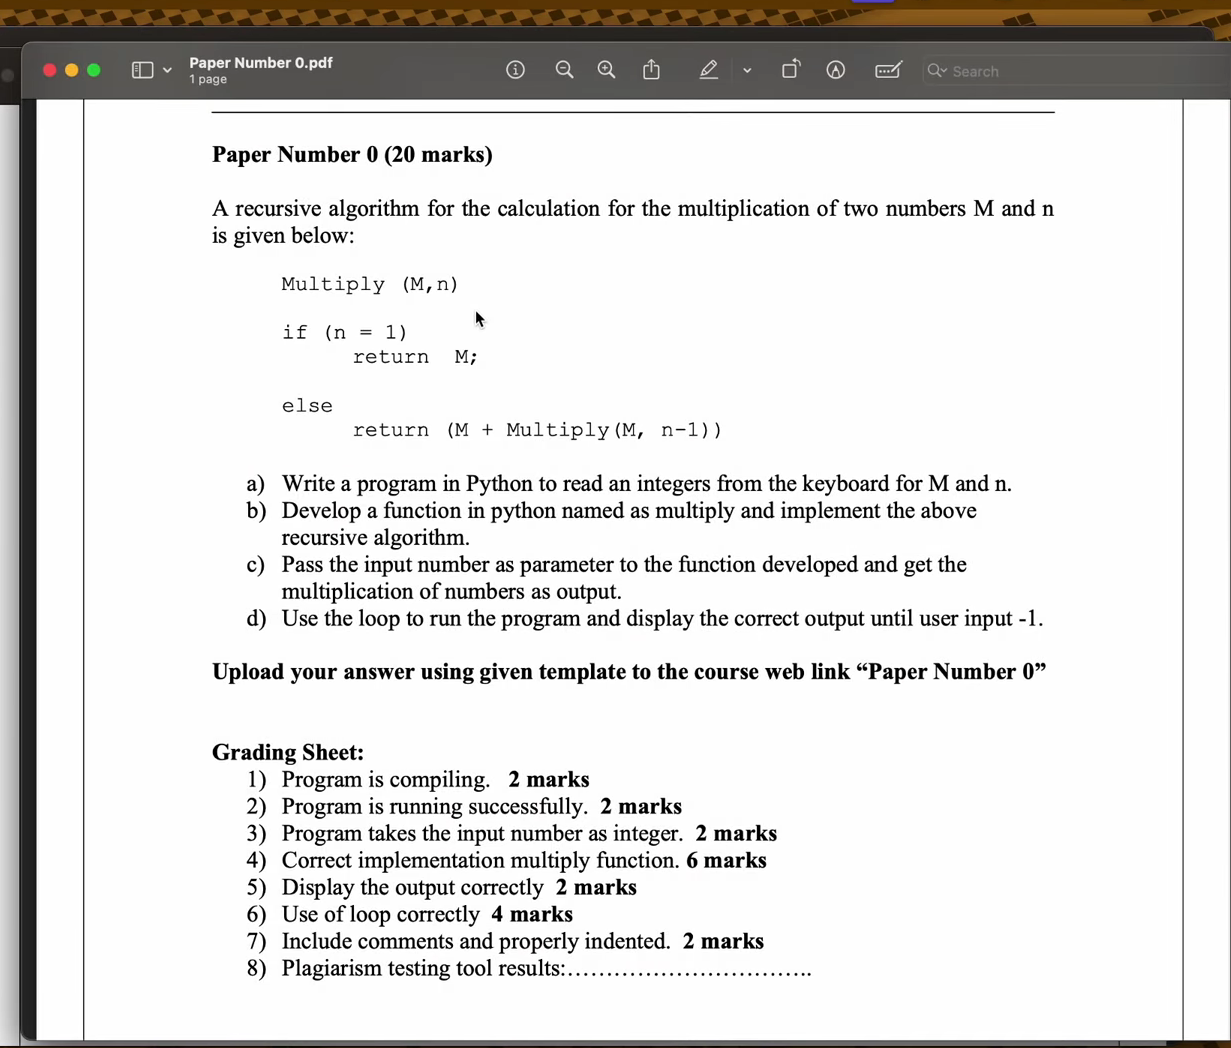 Paper Number 0.pdf
1 page
Search
Paper Number 0 (20 marks)
A recursive algorithm for the calculation for the multiplication of two numbers M and n
is given below:
Multiply (M,n)
if (n = 1)
return M;
else
return (M + Multiply(M, n-1))
a) Write a program in Python to read an integers from the keyboard for M and n.
b) Develop a function in python named as multiply and implement the above
recursive algorithm.
c) Pass the input number as parameter to the function developed and get the
multiplication of numbers as output.
d) Use the loop to run the program and display the correct output until user input -1.
Upload your answer using given template to the course web link “Paper Number 0”
Grading Sheet:
1) Program is compiling. 2 marks
2) Program is running successfully. 2 marks
3) Program takes the input number as integer. 2 marks
4) Correct implementation multiply function. 6 marks
5) Display the output correctly 2 marks
6) Use of loop correctly 4 marks
7) Include comments and properly indented. 2 marks
8) Plagiarism testing tool results:…………………………..